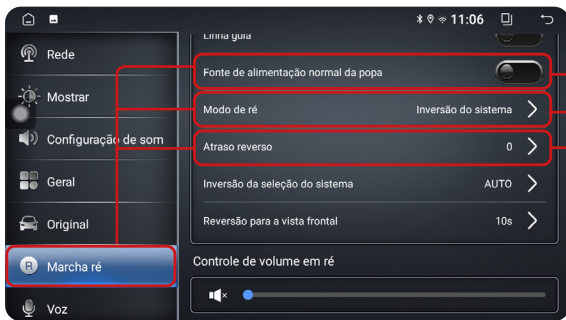 11:06
Linha guia
Rede
Fonte de alimentação normal da popa
Mostrar
Modo de ré Inversão do sistema
Configuração de som
Atraso reverso 0
Geral
Inversão da seleção do sistema AUTO
Original
Reversão para a vista frontal 10s
R Marcha ré
Controle de volume em ré
Voz